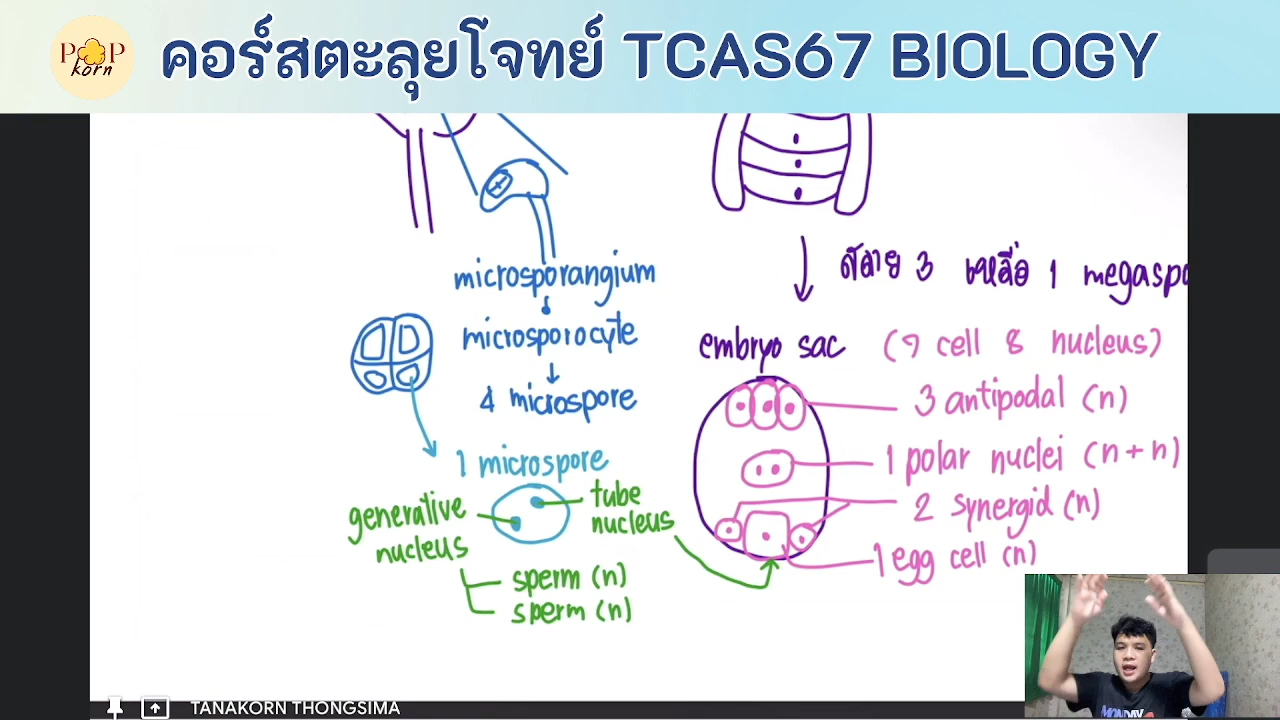 POP
korn
คอร์สตะลุยโจทย์ TCAS67 BIOLOGY
microsporangium
microsporocyte
4 microspore
1 microspore
generative
nucleus
tube
nucleus
sperm (n)
sperm (n)
สลาย 3 เหลือ 1 megaspo
embryo sac (7 cell 8 nucleus)
3 antipodal (n)
1 polar nuclei (n+n)
2 synergid (n)
1 egg cell (n)
MONDAY
TANAKORN THONGSIMA